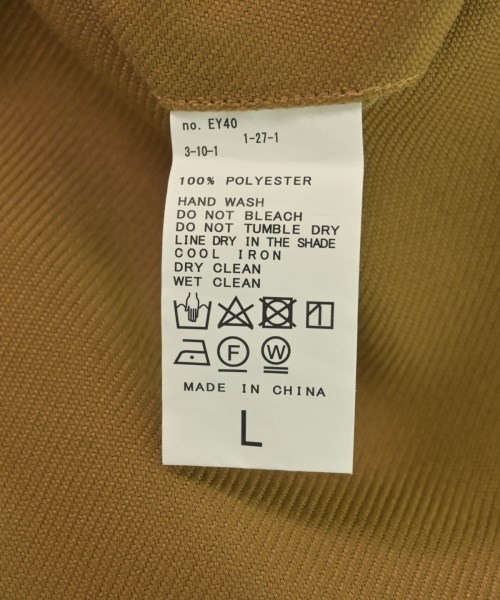 no. EY40
1-27-1
3-10-1
100% POLYESTER
HAND WASH
DO NOT BLEACH
DO NOT TUMBLE DRY
LINE DRY IN THE SHADE
COOL IRON
DRY CLEAN
WET CLEAN
F W
MADE IN CHINA
L